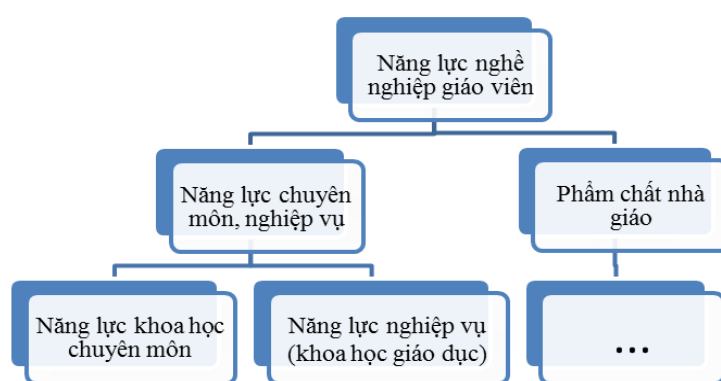 Năng lực nghề
nghiệp giáo viên
Năng lực chuyên
môn, nghiệp vụ
Phẩm chất nhà
giáo
Năng lực khoa học
chuyên môn
Năng lực nghiệp vụ
(khoa học giáo dục)
...